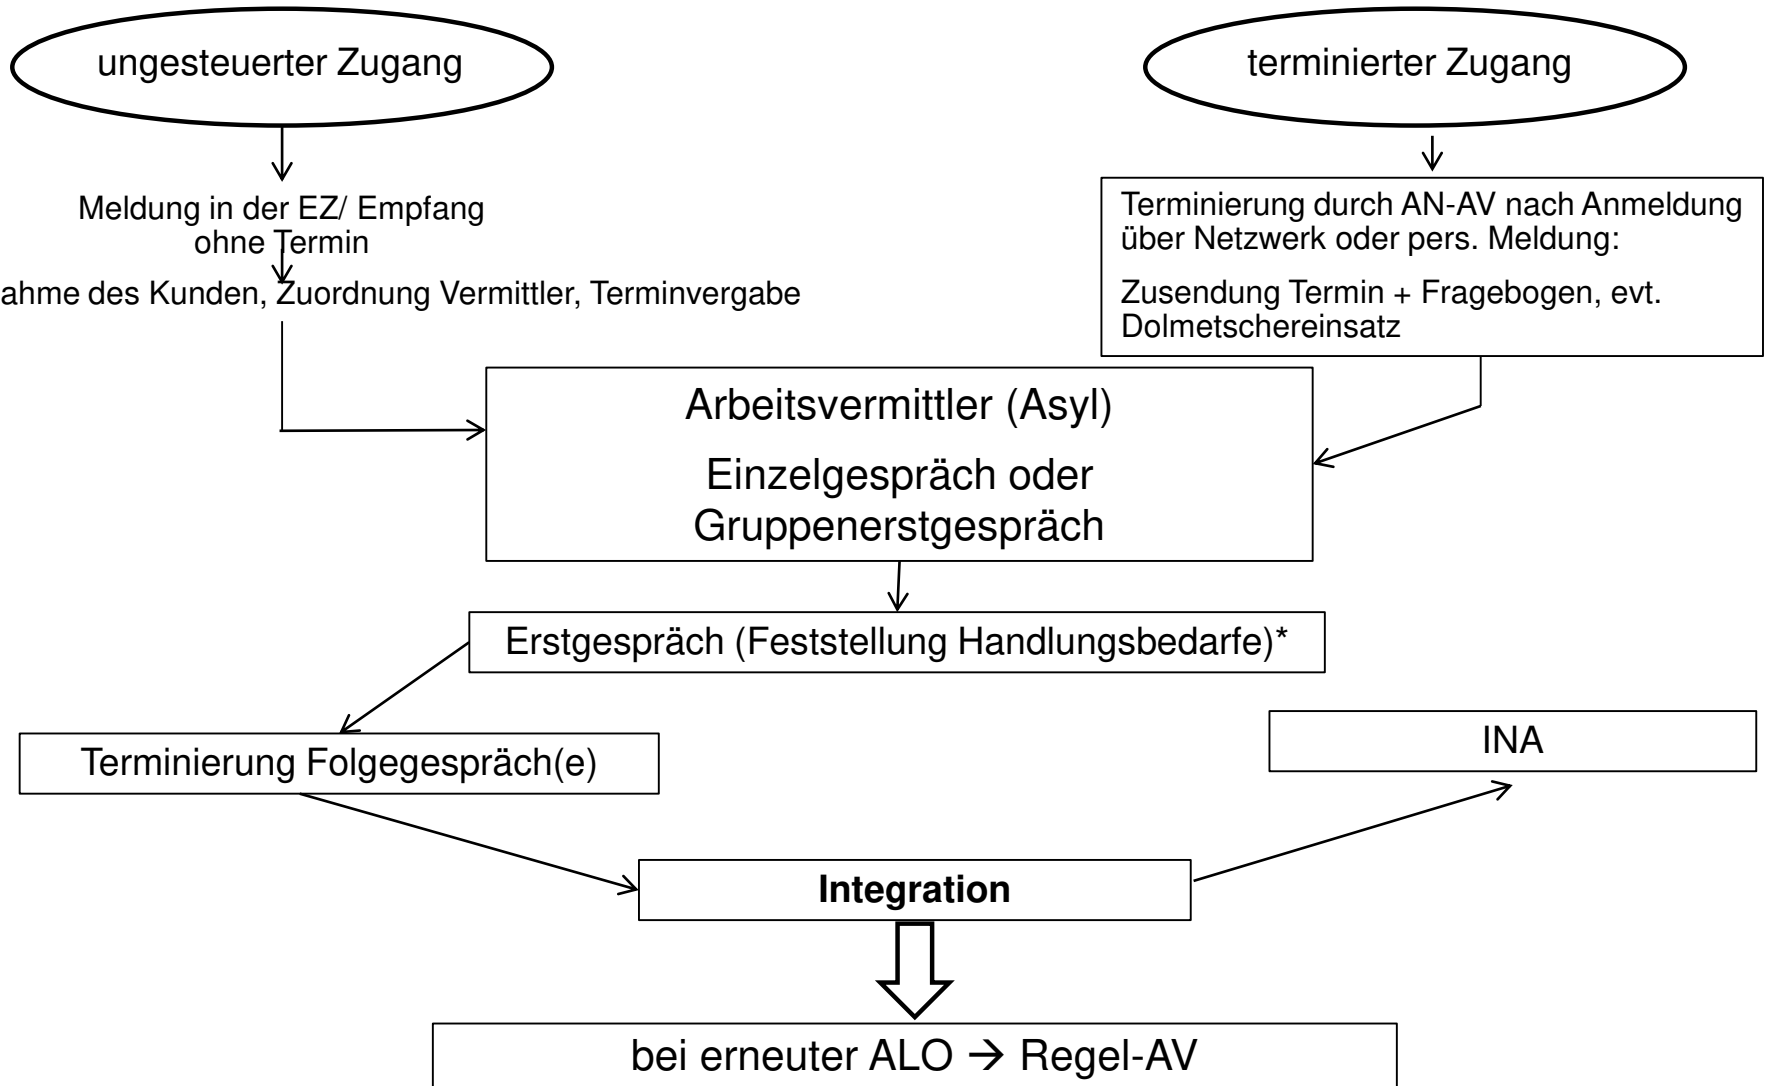 ungesteuerter Zugang
terminierter Zugang
Meldung in der EZ/ Empfang
ohne Termin
ahme des Kunden, Zuordnung Vermittler, Terminvergabe
Terminierung durch AN-AV nach Anmeldung
über Netzwerk oder pers. Meldung:
Zusendung Termin + Fragebogen, evt.
Dolmetschereinsatz
Arbeitsvermittler (Asyl)
Einzelgespräch oder
Gruppenerstgespräch
Erstgespräch (Feststellung Handlungsbedarfe)*
Terminierung Folgegespräch(e)
INA
Integration
bei erneuter ALO → Regel-AV